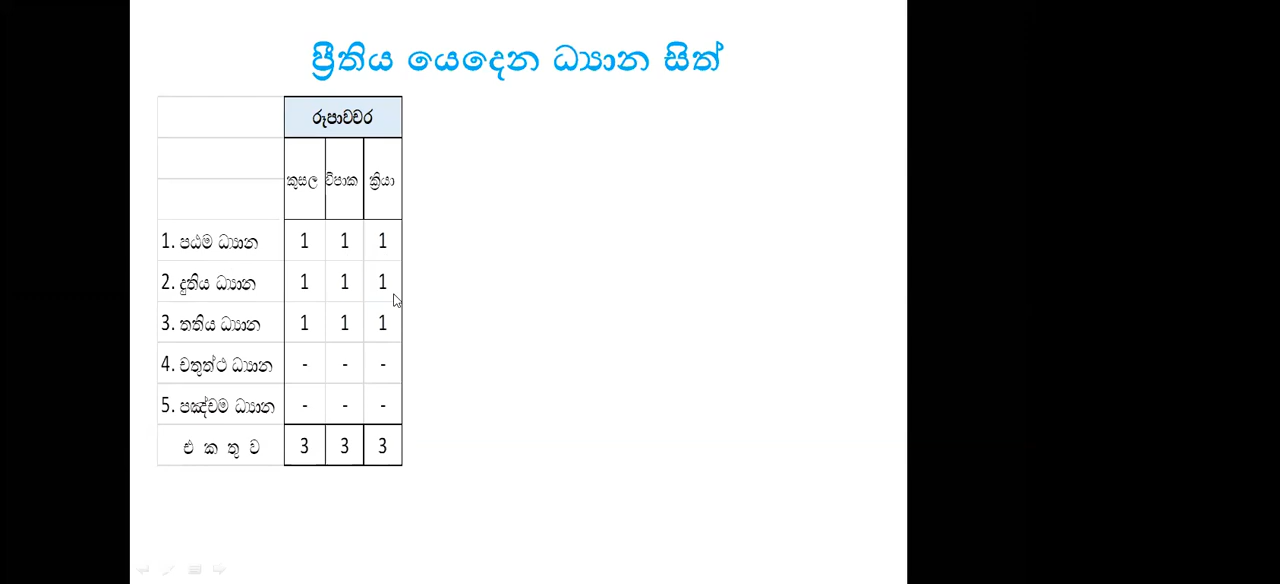 ප්‍රීතිය යෙදෙන ධ්‍යාන සිත්
රූපාවචර
කුසල විපාක ක්‍රියා
1. පඨම ධ්‍යාන 1 1 1
2. දුතිය ධ්‍යාන 1 1 1
3. තතිය ධ්‍යාන 1 1 1
4. චතුත්ථ ධ්‍යාන - - -
5. පඤ්චම ධ්‍යාන - - -
එ ක තු ව 3 3 3